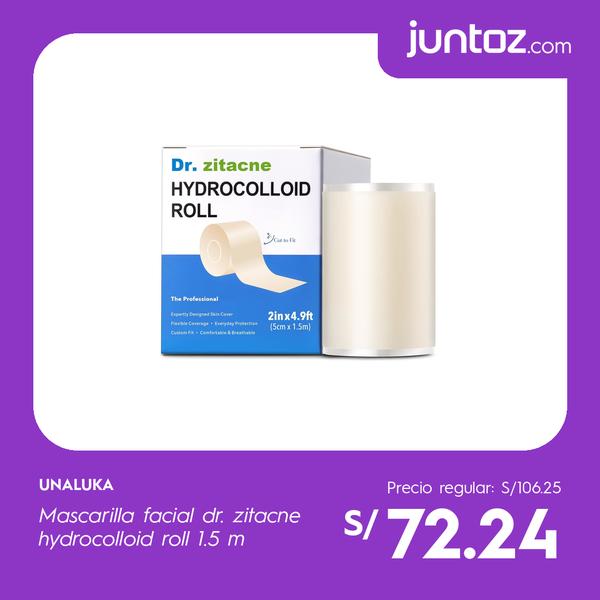 juntoz.com
Dr. zitacne
HYDROCOLLOID
ROLL
Cut to Fit
The Professional
Expertly Designed Skin Cover
Flexible Coverage • Everyday Protection
Custom Fit • Comfortable & Breathable
2inx4.9ft
(5cm x 1.5m)
UNALUKA
Mascarilla facial dr. zitacne
hydrocolloid roll 1.5 m
Precio regular: S/106.25
S/72.24